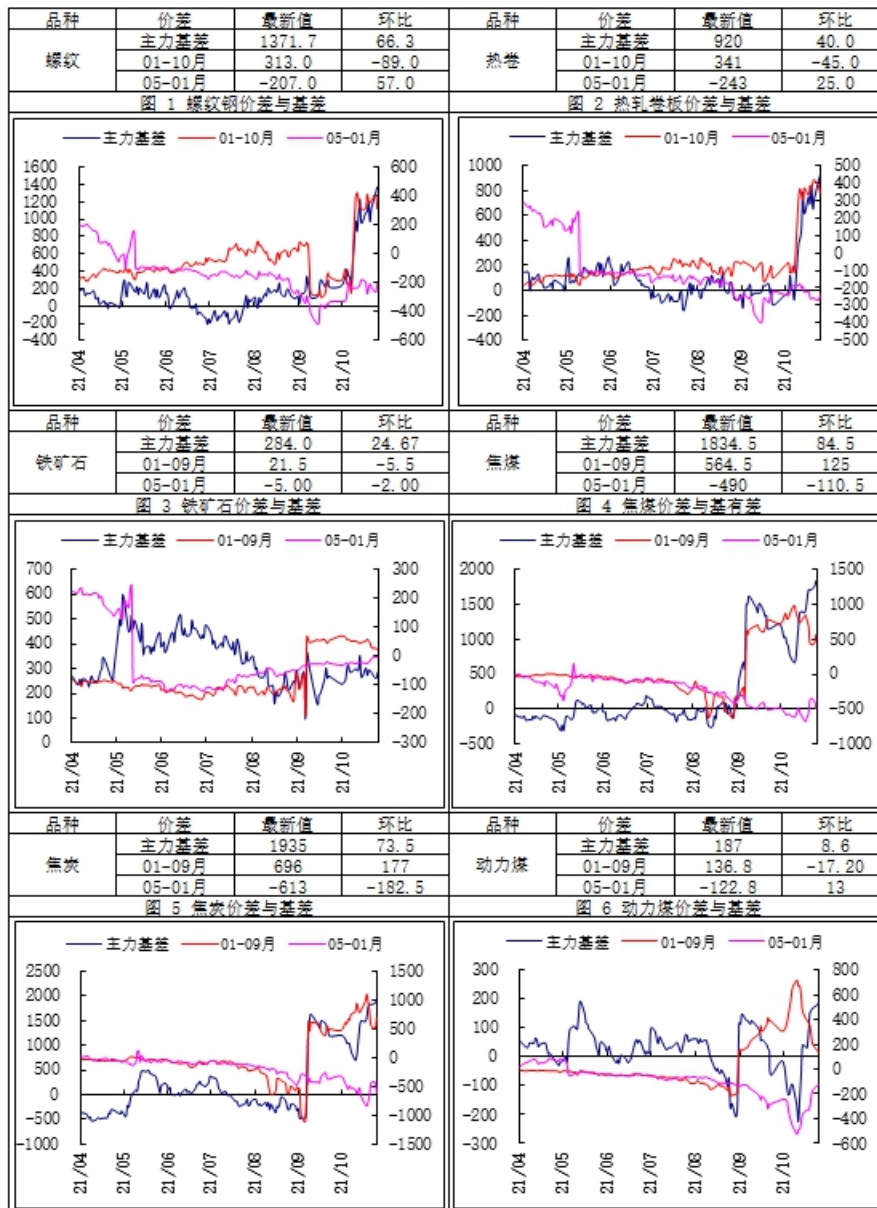 品种 价差 最新值 环比
螺纹 主力基差 1371.7 66.3
01-10月 313.0 -89.0
05-01月 -207.0 57.0
图 1 螺纹钢价差与基差
主力基差 01-10月 05-01月
1600
1400
1200
1000
800
600
400
200
0
-200
-400
600
400
200
0
-200
-400
-600
21/04 21/05 21/06 21/07 21/08 21/09 21/10
品种 价差 最新值 环比
热卷 主力基差 920 40.0
01-10月 341 -45.0
05-01月 -243 25.0
图 2 热轧卷板价差与基差
主力基差 01-10月 05-01月
1000
800
600
400
200
0
-200
-400
500
400
300
200
100
0
-100
-200
-300
-400
-500
21/04 21/05 21/06 21/07 21/08 21/09 21/10
品种 价差 最新值 环比
铁矿石 主力基差 284.0 24.67
01-09月 21.5 -5.5
05-01月 -5.00 -2.00
图 3 铁矿石价差与基差
主力基差 01-09月 05-01月
700
600
500
400
300
200
100
0
300
200
100
0
-100
-200
-300
21/04 21/05 21/06 21/07 21/08 21/09 21/10
品种 价差 最新值 环比
焦煤 主力基差 1834.5 84.5
01-09月 564.5 125
05-01月 -490 -110.5
图 4 焦煤价差与基有差
主力基差 01-09月 05-01月
2000
1500
1000
500
0
-500
1500
1000
500
0
-500
-1000
21/04 21/05 21/06 21/07 21/08 21/09 21/10
品种 价差 最新值 环比
焦炭 主力基差 1935 73.5
01-09月 696 177
05-01月 -613 -182.5
图 5 焦炭价差与基差
主力基差 01-09月 05-01月
2500
2000
1500
1000
500
0
-500
-1000
1000
500
0
-500
-1000
-1500
21/04 21/05 21/06 21/07 21/08 21/09 21/10
品种 价差 最新值 环比
动力煤 主力基差 187 8.6
01-09月 136.8 -17.20
05-01月 -122.8 13
图 6 动力煤价差与基差
主力基差 01-09月 05-01月
300
200
100
0
-100
-200
-300
800
600
400
200
0
-200
-400
-600
21/04 21/05 21/06 21/07 21/08 21/09 21/10